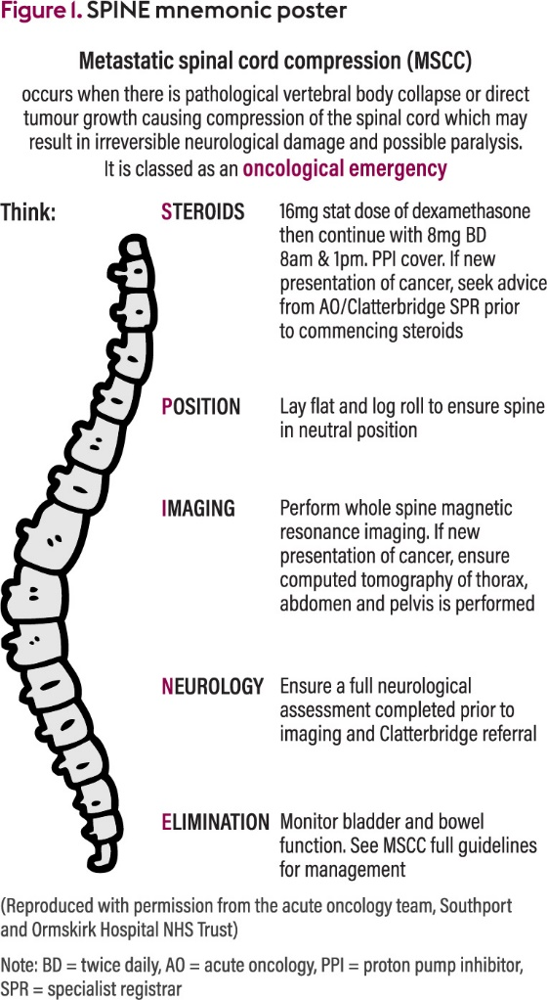 Figure 1. SPINE mnemonic poster
Metastatic spinal cord compression (MSCC)
occurs when there is pathological vertebral body collapse or direct
tumour growth causing compression of the spinal cord which may
result in irreversible neurological damage and possible paralysis.
It is classed as an oncological emergency
Think:
STEROIDS
16mg stat dose of dexamethasone
then continue with 8mg BD
8am & 1pm. PPI cover. If new
presentation of cancer, seek advice
from AO/Clatterbridge SPR prior
to commencing steroids
POSITION
Lay flat and log roll to ensure spine
in neutral position
IMAGING
Perform whole spine magnetic
resonance imaging. If new
presentation of cancer, ensure
computed tomography of thorax,
abdomen and pelvis is performed
NEUROLOGY
Ensure a full neurological
assessment completed prior to
imaging and Clatterbridge referral
ELIMINATION
Monitor bladder and bowel
function. See MSCC full guidelines
for management
(Reproduced with permission from the acute oncology team, Southport
and Ormskirk Hospital NHS Trust)
Note: BD = twice daily, AO = acute oncology, PPI = proton pump inhibitor,
SPR = specialist registrar